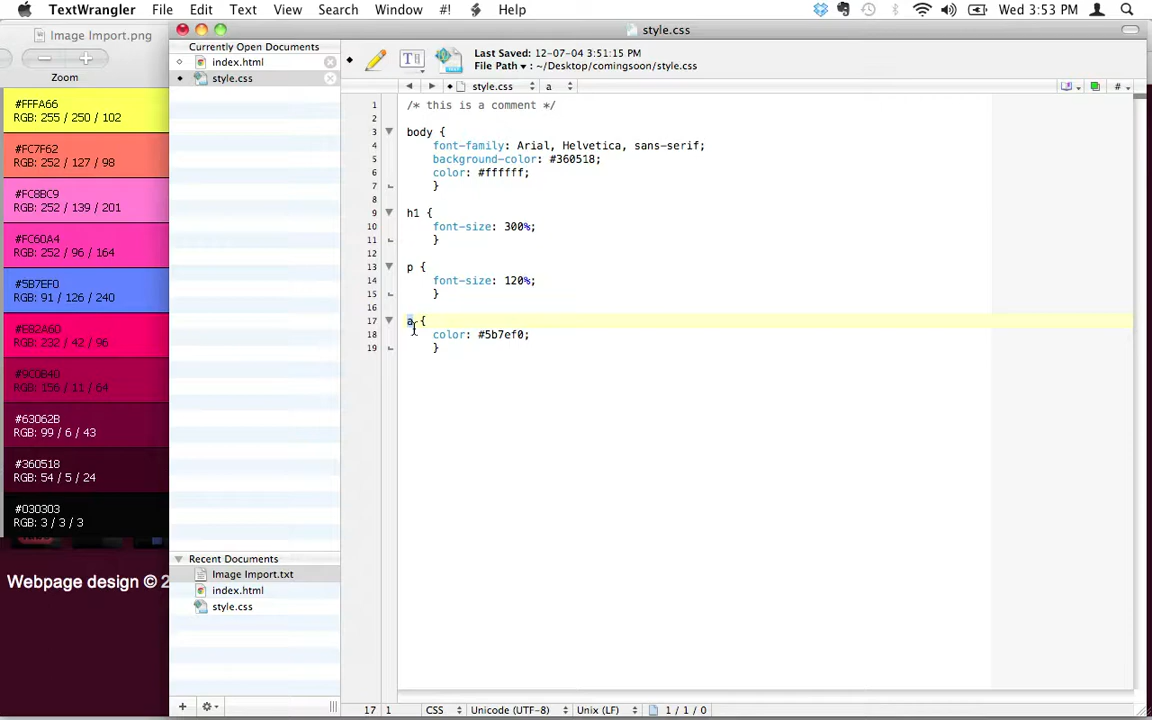 TextWrangler File Edit Text View Search Window #! Help Wed 3:53 PM
Image Import.png
Zoom
#FFFA66
RGB: 255 / 250 / 102
#FC7F62
RGB: 252 / 127 / 98
#FC8BC9
RGB: 252 / 139 / 201
#FC60A4
RGB: 252 / 96 / 164
#5B7EF0
RGB: 91 / 126 / 240
#E82A60
RGB: 232 / 42 / 96
#9C0B40
RGB: 156 / 11 / 64
#63062B
RGB: 99 / 6 / 43
#360518
RGB: 54 / 5 / 24
#030303
RGB: 3 / 3 / 3
Webpage design © 2
style.css
Currently Open Documents
index.html
style.css
Recent Documents
Image Import.txt
index.html
style.css
Last Saved: 12-07-04 3:51:15 PM
File Path ▾ : ~/Desktop/comingsoon/style.css
style.css a #
1 /* this is a comment */
2
3 body {
4 font-family: Arial, Helvetica, sans-serif;
5 background-color: #360518;
6 color: #ffffff;
7 }
8
9 h1 {
10 font-size: 300%;
11 }
12
13 p {
14 font-size: 120%;
15 }
16
17 a {
18 color: #5b7ef0;
19 }
17 1 CSS Unicode (UTF-8) Unix (LF) 1 / 1 / 0